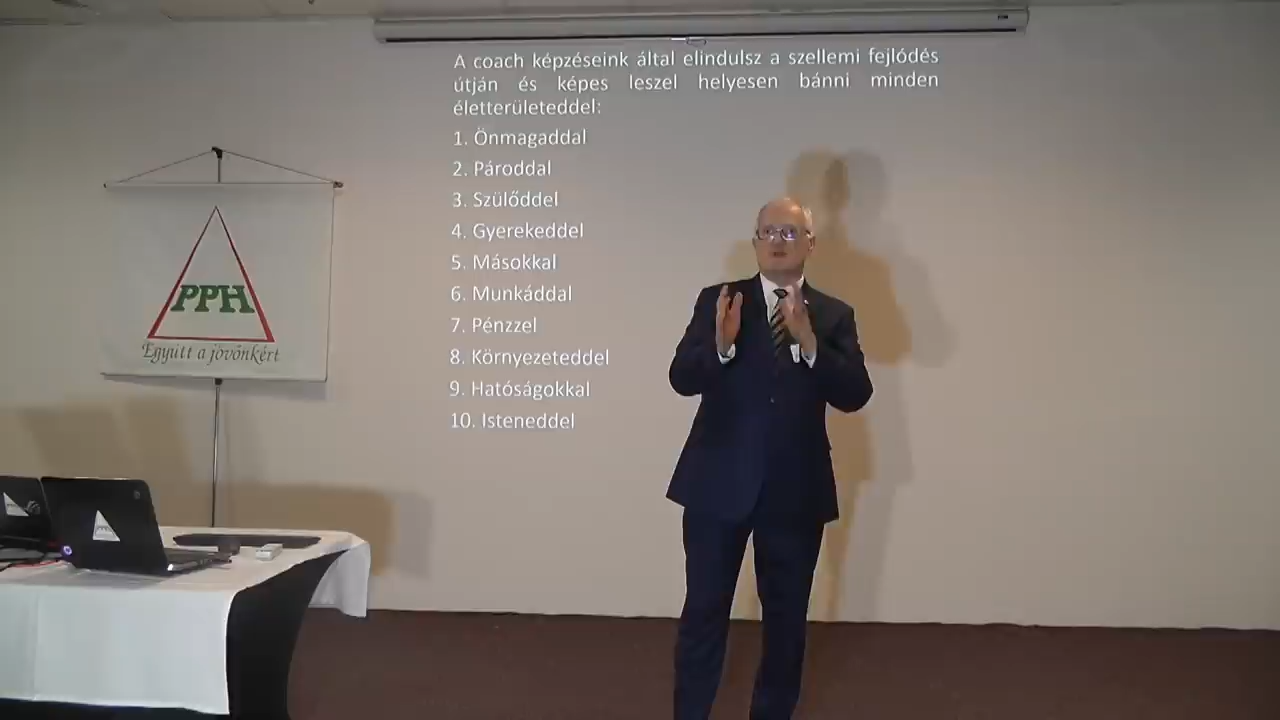 A coach képzéseink által elindulsz a szellemi fejlődés
útján és képes leszel helyesen bánni minden
életterületeddel:
1. Önmagaddal
2. Pároddal
3. Szülőddel
4. Gyerekeddel
5. Másokkal
6. Munkáddal
7. Pénzzel
8. Környezeteddel
9. Hatóságokkal
10. Isteneddel
PPH
Együtt a jövőnkért